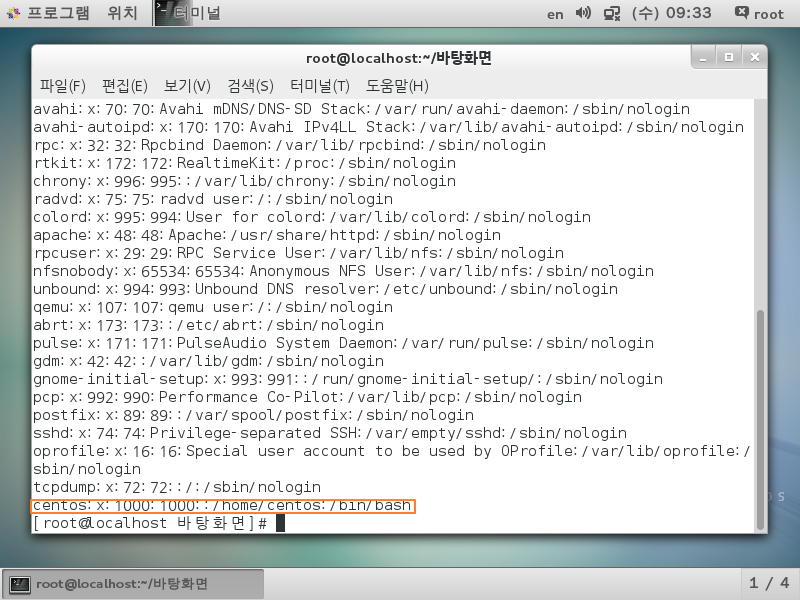 프로그램 위치 터미널 en (수) 09:33 root
root@localhost:~/바탕화면
파일(F) 편집(E) 보기(V) 검색(S) 터미널(T) 도움말(H)
avahi:x:70:70:Avahi mDNS/DNS-SD Stack:/var/run/avahi-daemon:/sbin/nologin
avahi-autoipd:x:170:170:Avahi IPv4LL Stack:/var/lib/avahi-autoipd:/sbin/nologin
rpc:x:32:32:Rpcbind Daemon:/var/lib/rpcbind:/sbin/nologin
rtkit:x:172:172:RealtimeKit:/proc:/sbin/nologin
chrony:x:996:995::/var/lib/chrony:/sbin/nologin
radvd:x:75:75:radvd user:/:/sbin/nologin
colord:x:995:994:User for colord:/var/lib/colord:/sbin/nologin
apache:x:48:48:Apache:/usr/share/httpd:/sbin/nologin
rpcuser:x:29:29:RPC Service User:/var/lib/nfs:/sbin/nologin
nfsnobody:x:65534:65534:Anonymous NFS User:/var/lib/nfs:/sbin/nologin
unbound:x:994:993:Unbound DNS resolver:/etc/unbound:/sbin/nologin
qemu:x:107:107:qemu user:/:/sbin/nologin
abrt:x:173:173::/etc/abrt:/sbin/nologin
pulse:x:171:171:PulseAudio System Daemon:/var/run/pulse:/sbin/nologin
gdm:x:42:42::/var/lib/gdm:/sbin/nologin
gnome-initial-setup:x:993:991::/run/gnome-initial-setup/:/sbin/nologin
pcp:x:992:990:Performance Co-Pilot:/var/lib/pcp:/sbin/nologin
postfix:x:89:89::/var/spool/postfix:/sbin/nologin
sshd:x:74:74:Privilege-separated SSH:/var/empty/sshd:/sbin/nologin
oprofile:x:16:16:Special user account to be used by OProfile:/var/lib/oprofile:/
sbin/nologin
tcpdump:x:72:72::/:/sbin/nologin
centos:x:1000:1000::/home/centos:/bin/bash
[root@localhost 바탕화면]#
root@localhost:~/바탕화면 1 / 4